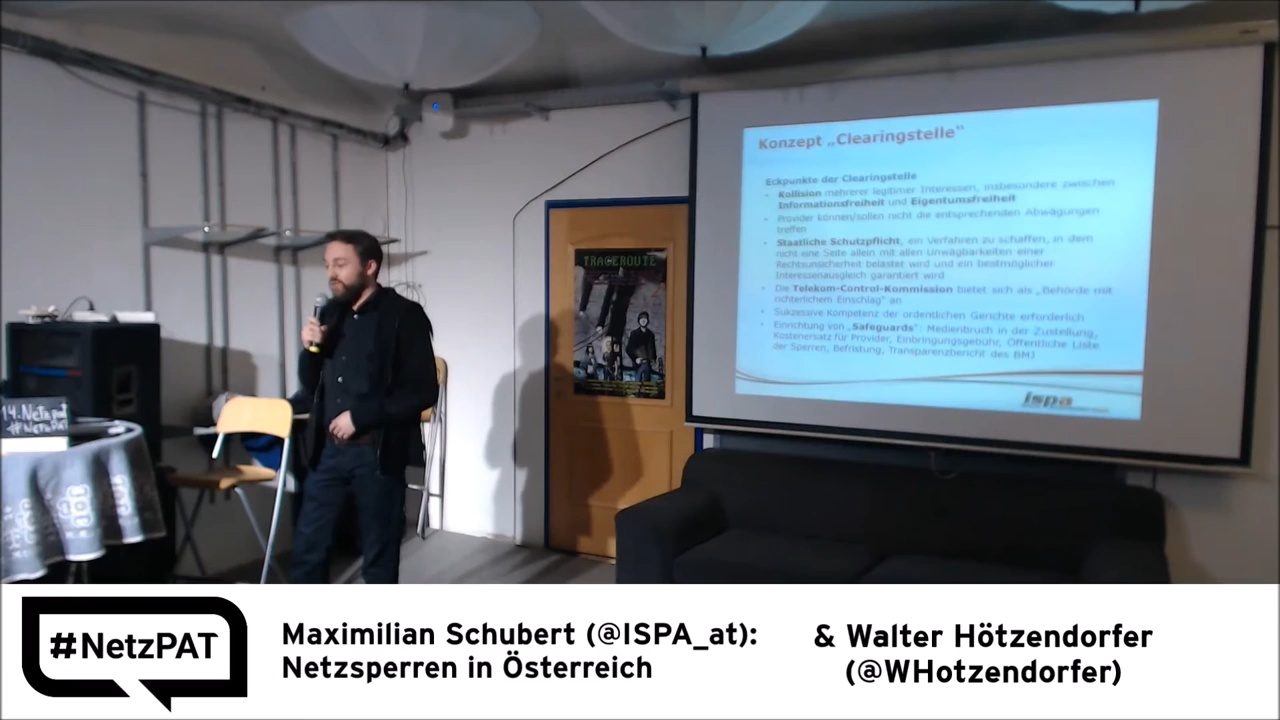 Konzept „Clearingstelle“
Eckpunkte der Clearingstelle
Kollision mehrerer legitimer Interessen, insbesondere zwischen
Informationsfreiheit und Eigentumsfreiheit
Provider können/sollen nicht die entsprechenden Abwägungen
treffen
Staatliche Schutzpflicht, ein Verfahren zu schaffen, in dem
nicht eine Seite allein mit allen Unwägbarkeiten einer
Rechtsunsicherheit belastet wird und ein bestmöglicher
Interessenausgleich garantiert wird
Die Telekom-Control-Kommission bietet sich als „Behörde mit
richterlichem Einschlag“ an
Sukzessive Kompetenz der ordentlichen Gerichte erforderlich
Einrichtung von „Safeguards“: Medienbruch in der Zustellung,
Kostenersatz für Provider, Einbringungsgebühr, Öffentliche Liste
der Sperren, Befristung, Transparenzbericht des BMJ
ispa
TRACEROUTE
14. Netzpat
#NetzPAT
#NetzPAT
Maximilian Schubert (@ISPA_at):
Netzsperren in Österreich
& Walter Hötzendorfer
(@WHotzendorfer)